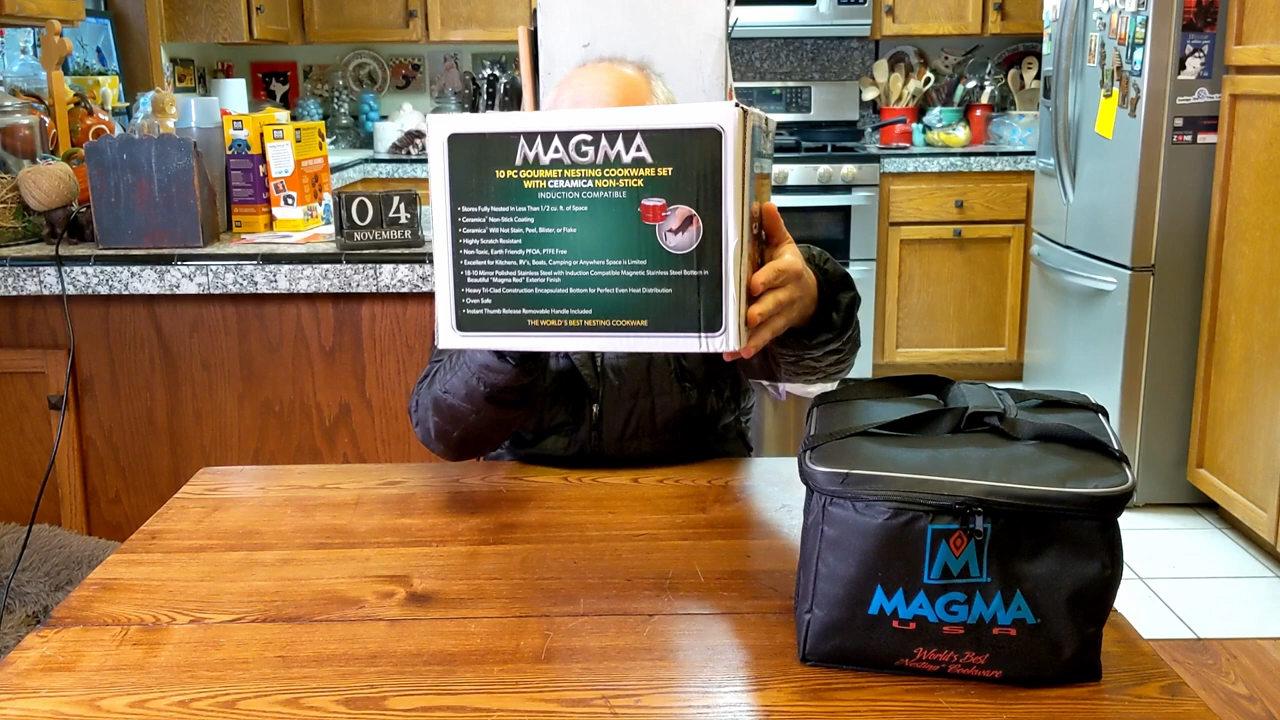 MAGMA
10 PC GOURMET NESTING COOKWARE SET
WITH CERAMICA NON-STICK
INDUCTION COMPATIBLE
• Stores Fully Nested In Less Than 1/2 cu. ft. of Space
• Ceramica® Non-Stick Coating
• Ceramica® Will Not Stain, Peel, Blister, or Flake
• Highly Scratch Resistant
• Non-Toxic, Earth Friendly PFOA, PTFE Free
• Excellent for Kitchens, RV's, Boats, Camping or Anywhere Space is Limited
• 18-10 Mirror Polished Stainless Steel with Induction Compatible Magnetic Stainless Steel Bottom in
Beautiful "Magma Red" Exterior Finish
• Heavy Tri-Clad Construction Encapsulated Bottom for Perfect Even Heat Distribution
• Oven Safe
• Instant Thumb Release Removable Handle Included
THE WORLD'S BEST NESTING COOKWARE
0 4
NOVEMBER
ZONE
M
MAGMA
USA
World's Best
Nesting Cookware